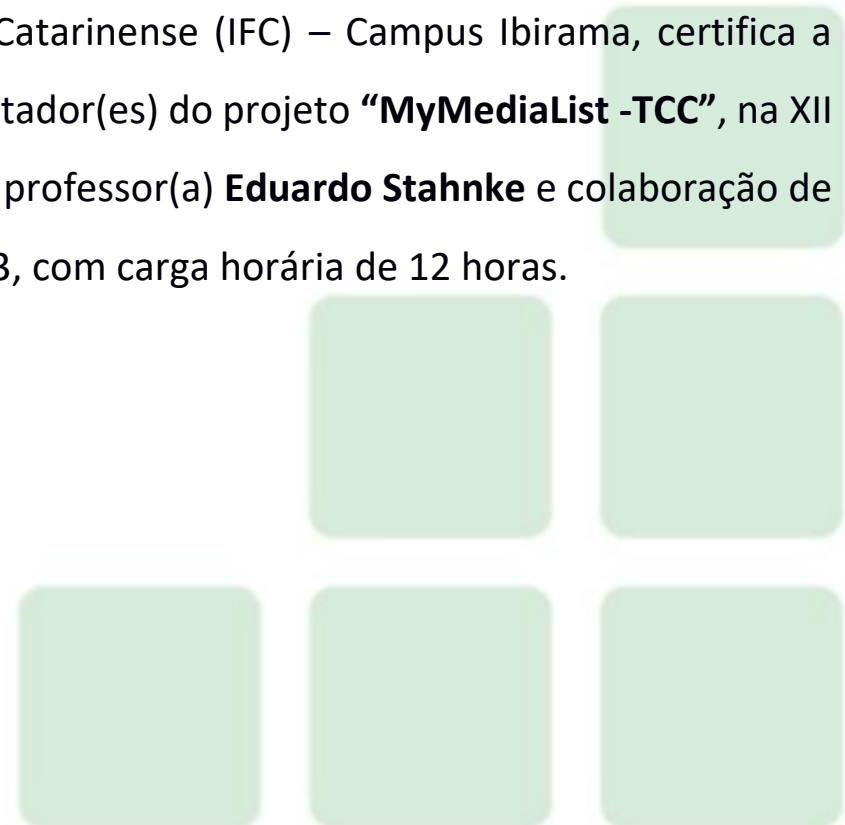 Catarinense (IFC) – Campus Ibirama, certifica a
tador(es) do projeto “MyMediaList -TCC”, na XII
professor(a) Eduardo Stahnke e colaboração de
, com carga horária de 12 horas.